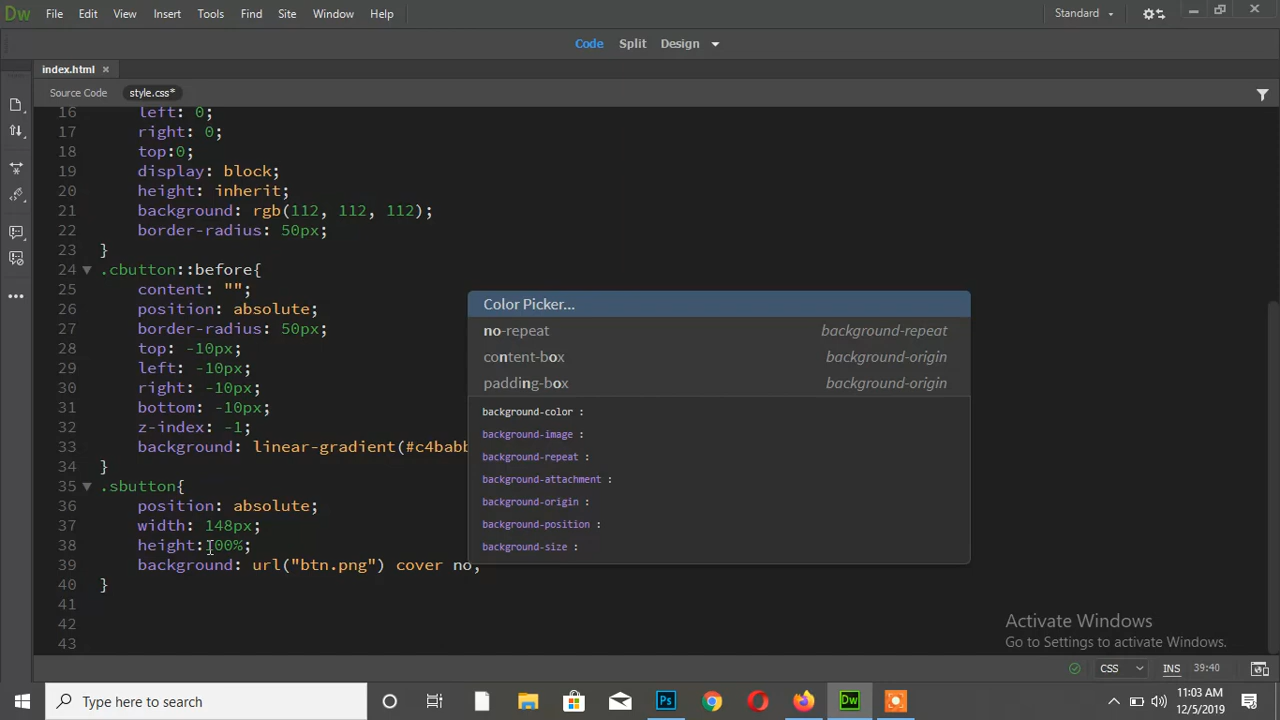 Dw File Edit View Insert Tools Find Site Window Help Standard
Code Split Design
index.html
Source Code style.css*
16 left: 0;
17 right: 0;
18 top:0;
19 display: block;
20 height: inherit;
21 background: rgb(112, 112, 112);
22 border-radius: 50px;
23 }
24 .cbutton::before{
25 content: "";
26 position: absolute;
27 border-radius: 50px;
28 top: -10px;
29 left: -10px;
30 right: -10px;
31 bottom: -10px;
32 z-index: -1;
33 background: linear-gradient(#c4babb
34 }
35 .sbutton{
36 position: absolute;
37 width: 148px;
38 height:100%;
39 background: url("btn.png") cover no;
40 }
41
42
43
Color Picker...
no-repeat background-repeat
content-box background-origin
padding-box background-origin
background-color :
background-image :
background-repeat :
background-attachment :
background-origin :
background-position :
background-size :
Activate Windows
Go to Settings to activate Windows.
CSS INS 39:40
Type here to search
Ps
Dw
11:03 AM
12/5/2019